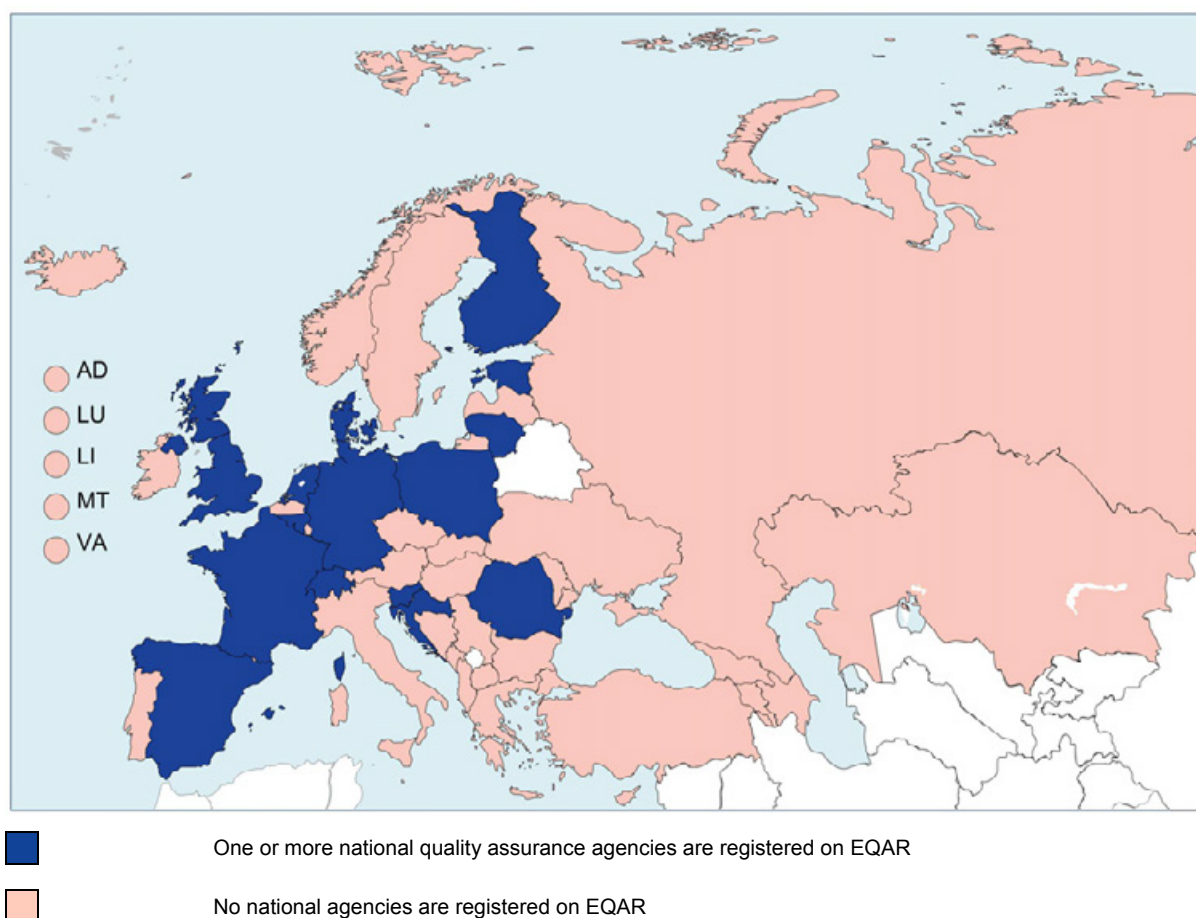 AD
LU
LI
MT
VA
One or more national quality assurance agencies are registered on EQAR
No national agencies are registered on EQAR